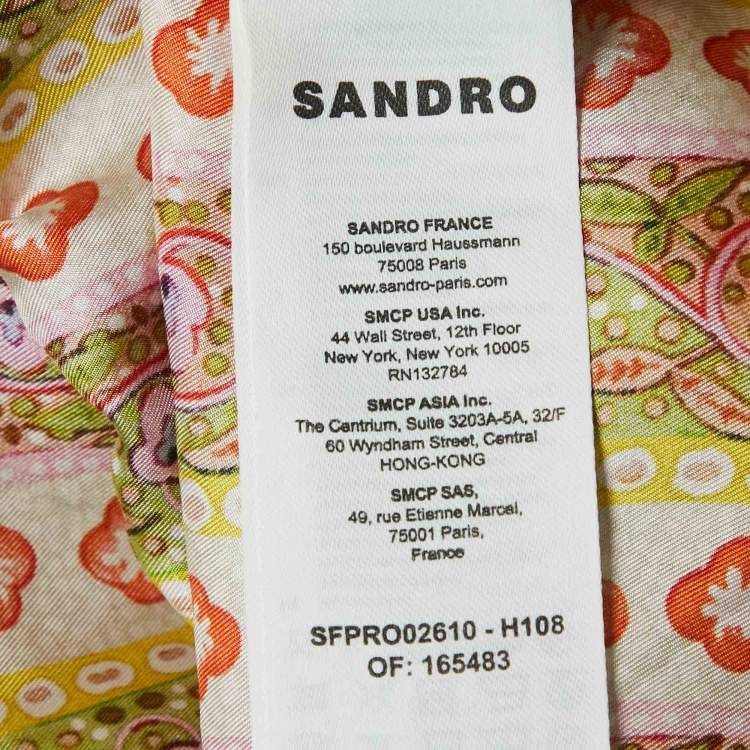 SANDRO
SANDRO FRANCE
150 boulevard Haussmann
75008 Paris
www.sandro-paris.com
SMCP USA Inc.
44 Wall Street, 12th Floor
New York, New York 10005
RN132784
SMCP ASIA Inc.
The Centrium, Suite 3203A-5A, 32/F
60 Wyndham Street, Central
HONG-KONG
SMCP SAS,
49, rue Etienne Marcel,
75001 Paris,
France
SFPRO02610 - H108
OF: 165483